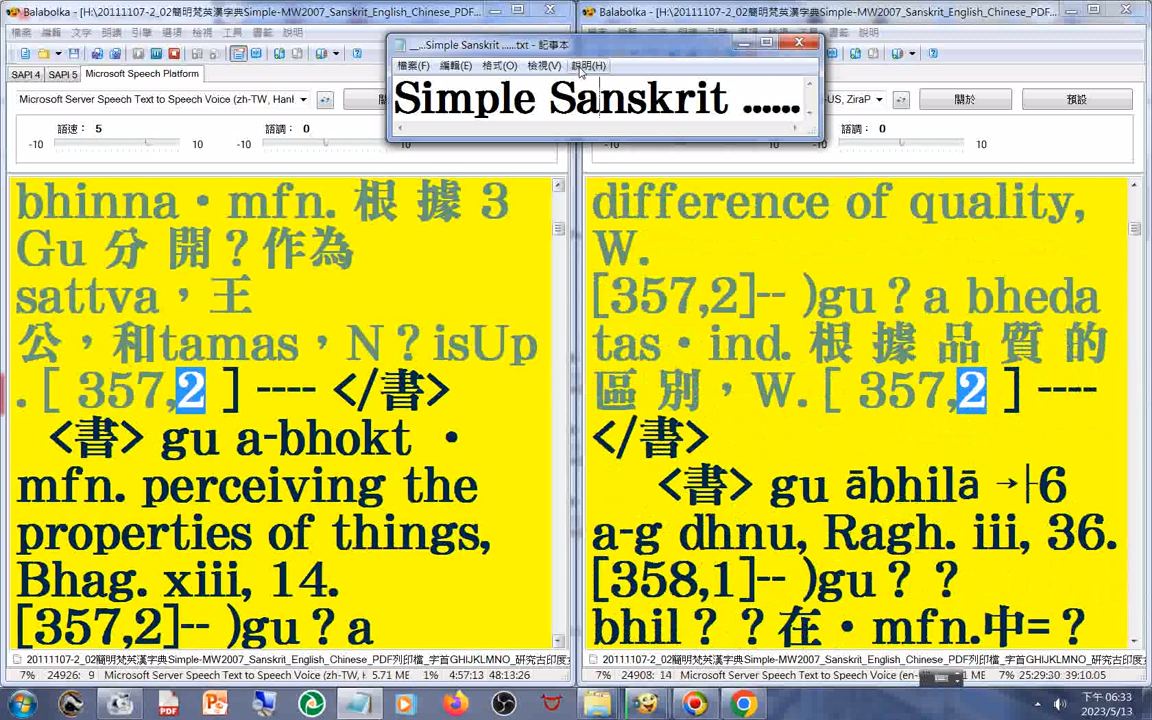 Balabolka - [H:\20111107-2_02簡明梵英漢字典Simple-MW2007_Sanskrit_English_Chinese_PDF...
檔案 編輯 文字 朗讀 引擎 選項 檢視 工具 書籤 說明
SAPI 4 SAPI 5 Microsoft Speech Platform
Microsoft Server Speech Text to Speech Voice (zh-TW, Han
語速： 5 語調： 0
-10 10 -10
bhinna‧mfn. 根據 3
Gu 分開？作為
sattva，王
公，和tamas，N？isUp
. [ 357,2 ] ---- </書>
<書> gu a-bhokt ‧
mfn. perceiving the
properties of things,
Bhag. xiii, 14.
[357,2]-- )gu？a
20111107-2_02簡明梵英漢字典Simple-MW2007_Sanskrit_English_Chinese_PDF列印檔_字首GHIJKLMNO_研究古印度
7% 24926: 9 Microsoft Server Speech Text to Speech Voice (zh-TW, H 5.71 ME 1% 4:57:13 48:13:26
__...Simple Sanskrit ......txt - 記事本
檔案(F) 編輯(E) 格式(O) 檢視(V) 說明(H)
Simple Sanskrit ......
Balabolka - [H:\20111107-2_02簡明梵英漢字典Simple-MW2007_Sanskrit_English_Chinese_PDF...
-US, ZiraP 關於 預設
語調： 0
-10 10 -10 10
difference of quality,
W.
[357,2]-- )gu？a bheda
tas‧ind. 根據品質的
區別，W. [ 357,2 ] ----
</書>
<書> gu ābhilā →├6
a-g dhnu, Ragh. iii, 36.
[358,1]-- )gu？？
bhil？？在‧mfn.中=？
20111107-2_02簡明梵英漢字典Simple-MW2007_Sanskrit_English_Chinese_PDF列印檔_字首GHIJKLMNO_研究古印度
7% 24908: 14 Microsoft Server Speech Text to Speech Voice (en-U ME 7% 25:29:30 39:10:05
下午 06:33
2023/5/13